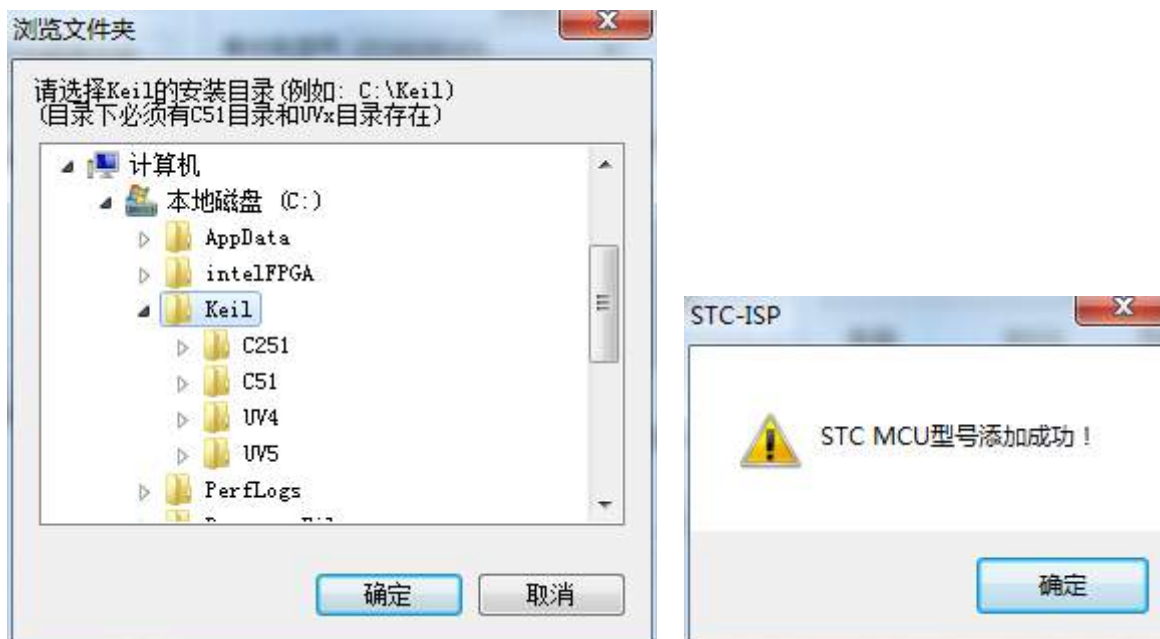 浏览文件夹
请选择Keil的安装目录(例如: C:\Keil)
(目录下必须有C51目录和UVx目录存在)
计算机
本地磁盘 (C:)
AppData
intelFPGA
Keil
C251
C51
UV4
UV5
PerfLogs
确定
取消
STC-ISP
STC MCU型号添加成功！
确定